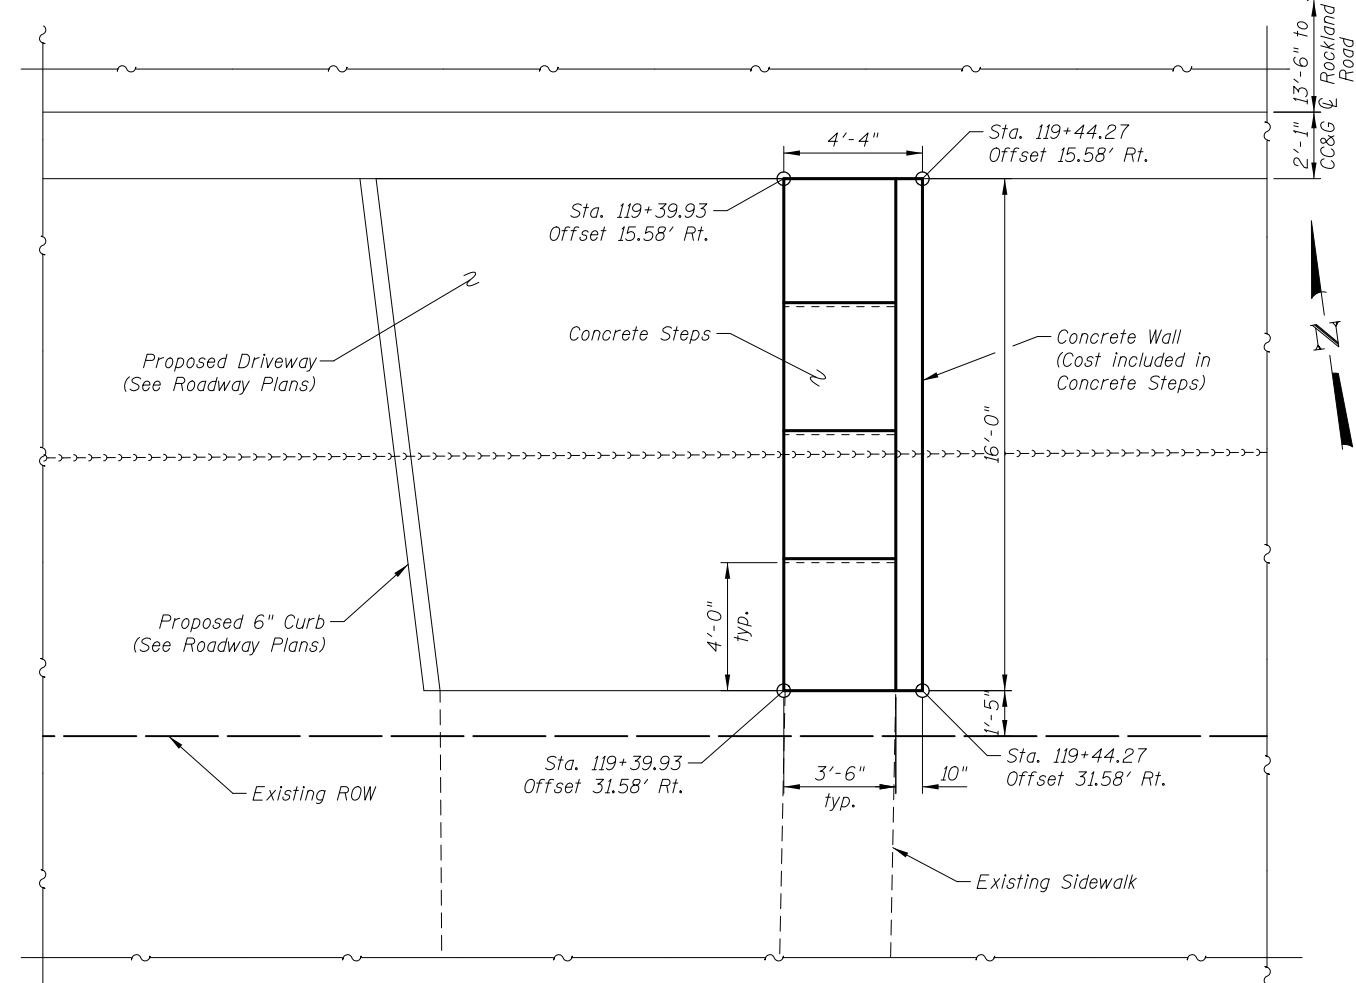 13'-6" to
℄ Rockland
Road
2'-1"
CC&G
4'-4"
Sta. 119+44.27
Offset 15.58' Rt.
Sta. 119+39.93
Offset 15.58' Rt.
Concrete Steps
Concrete Wall
(Cost included in
Concrete Steps)
Proposed Driveway
(See Roadway Plans)
N
16'-0"
Proposed 6" Curb
(See Roadway Plans)
4'-0"
typ.
1'-5"
Sta. 119+39.93
Offset 31.58' Rt.
3'-6"
typ.
10"
Sta. 119+44.27
Offset 31.58' Rt.
Existing ROW
Existing Sidewalk